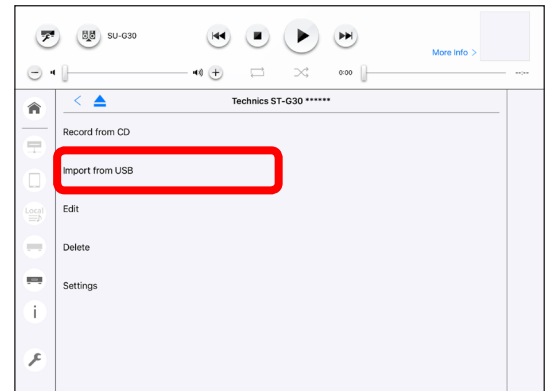 SU-G30
More Info >
0:00
--:--
Technics ST-G30 ******
Record from CD
Import from USB
Local
Edit
Delete
Settings
i